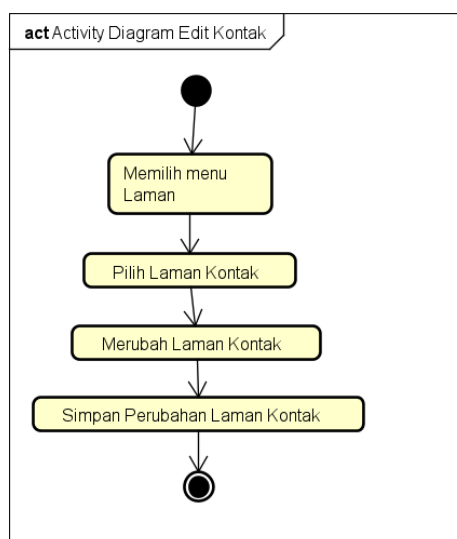 act Activity Diagram Edit Kontak
Memilih menu
Laman
Pilih Laman Kontak
Merubah Laman Kontak
Simpan Perubahan Laman Kontak